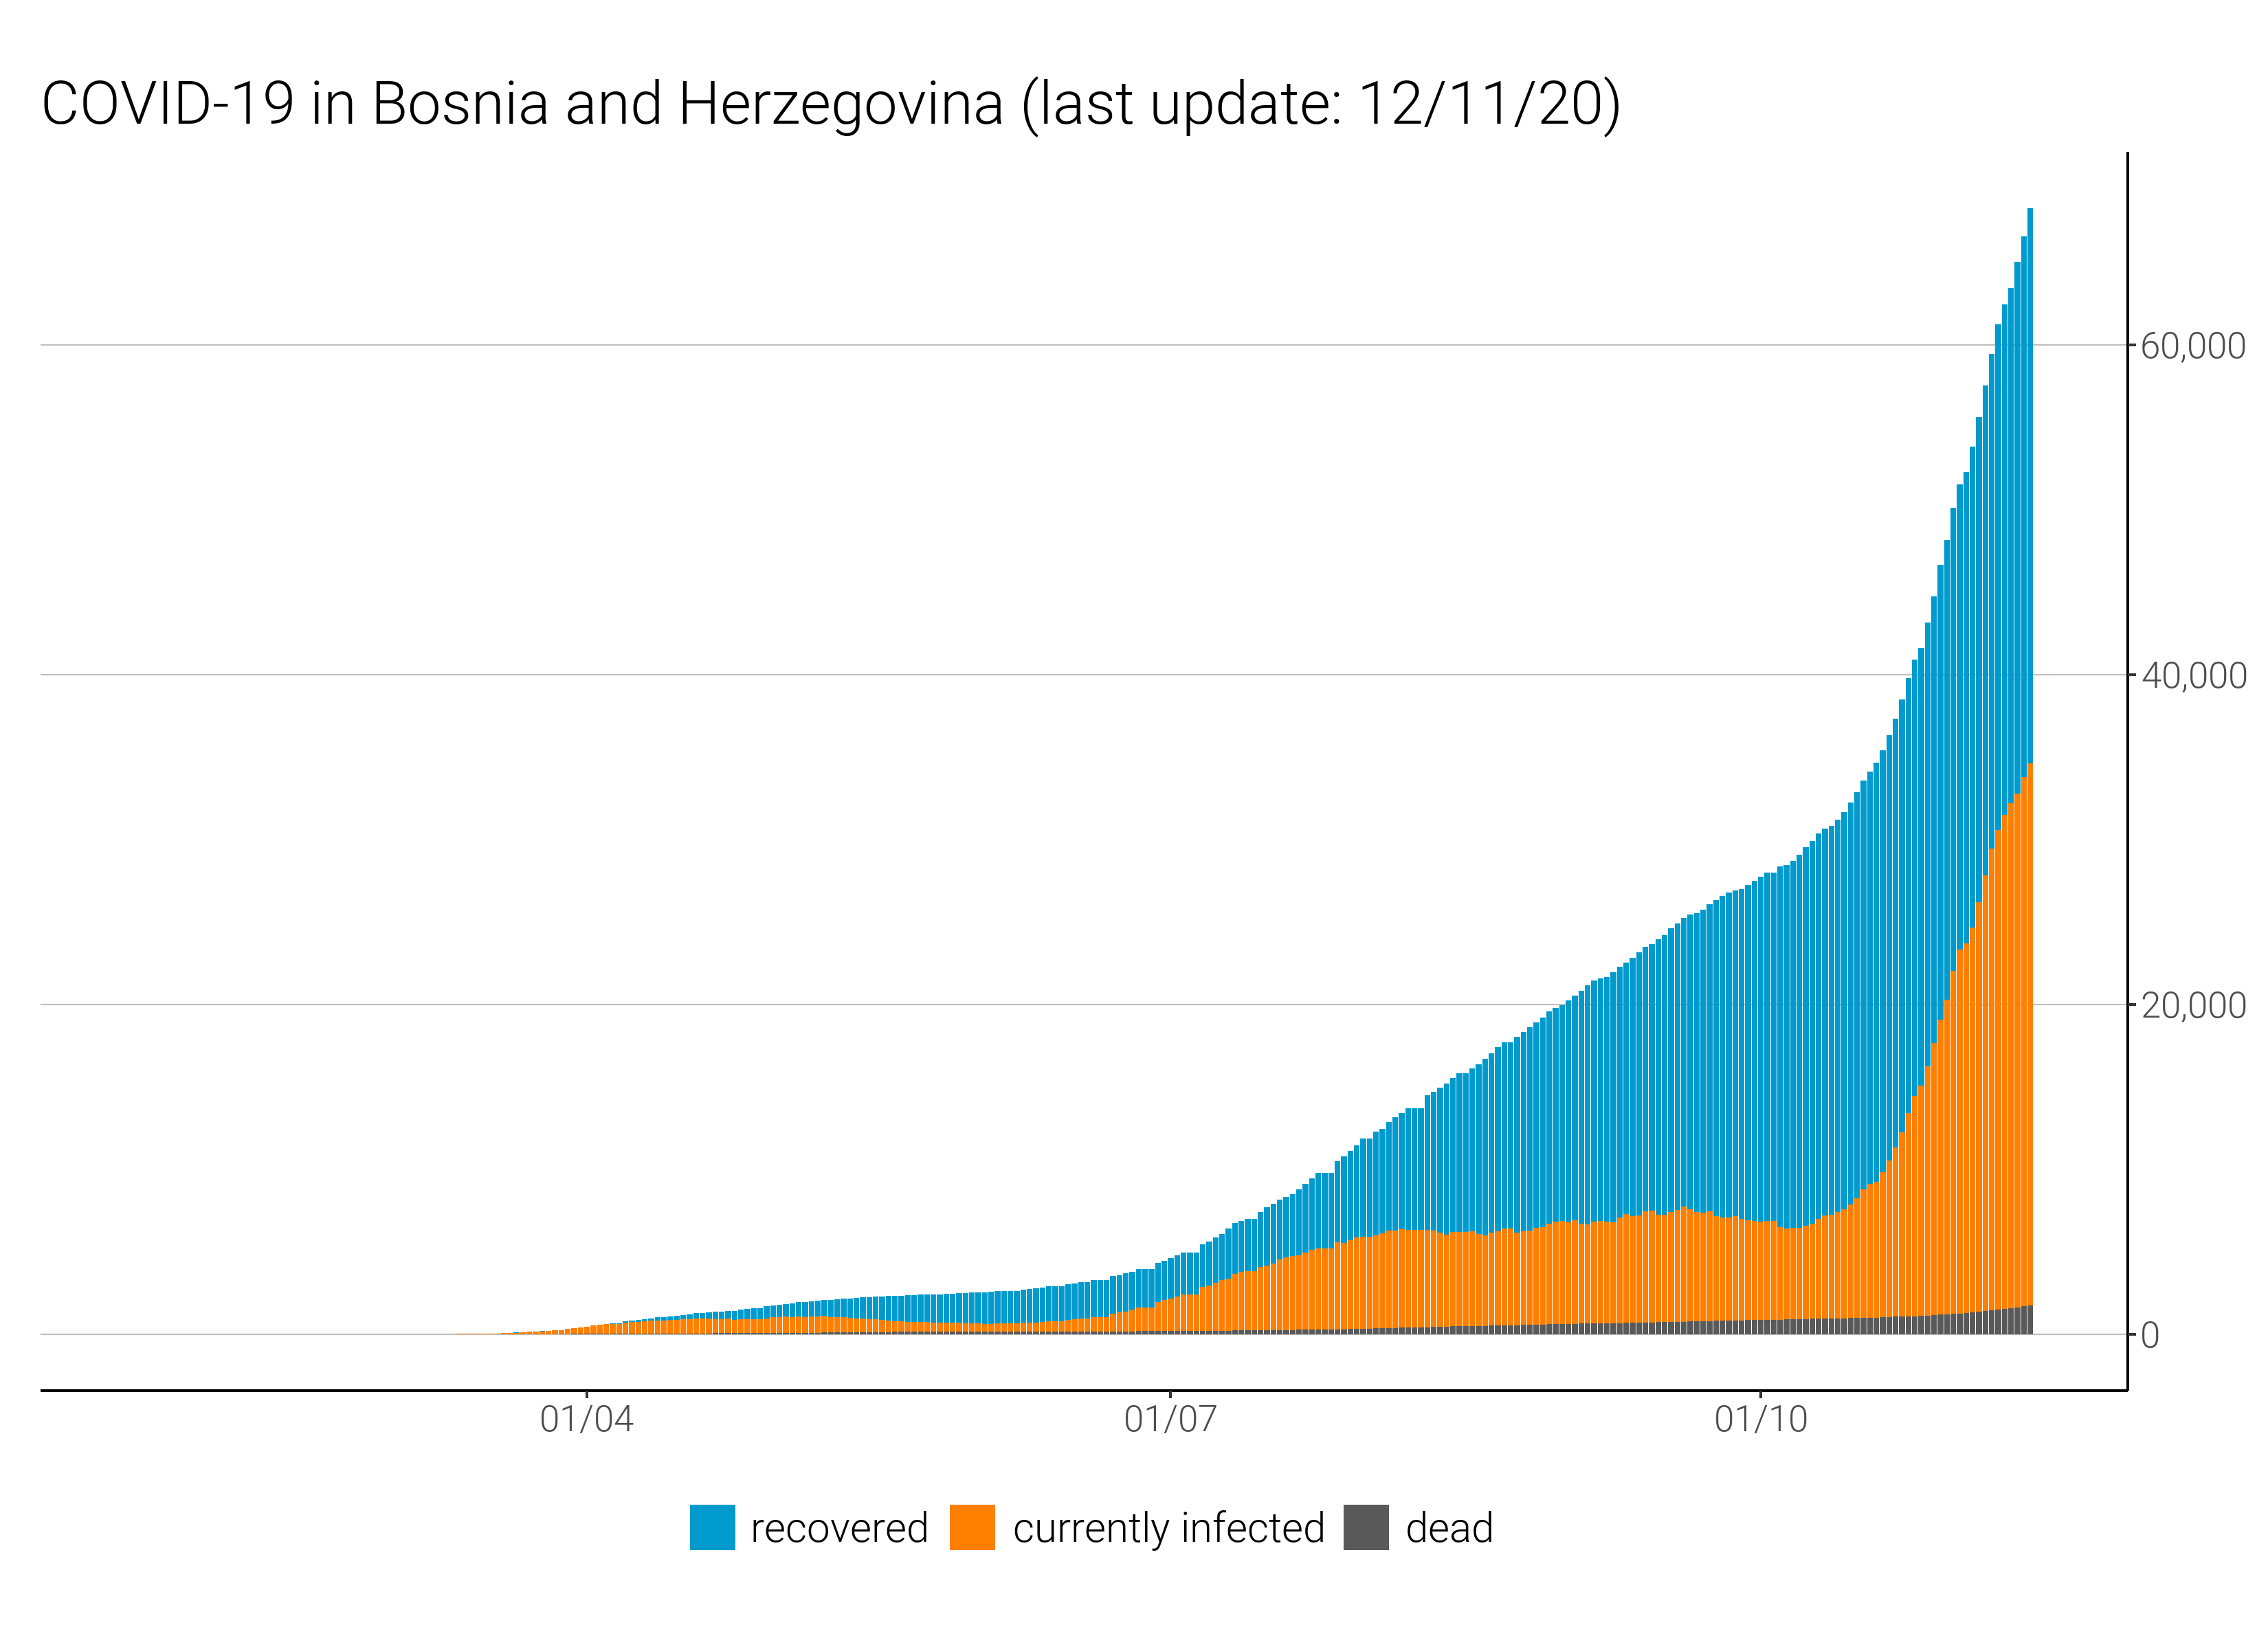 COVID-19 in Bosnia and Herzegovina (last update: 12/11/20)
60,000
40,000
20,000
0
01/04 01/07 01/10
recovered currently infected dead